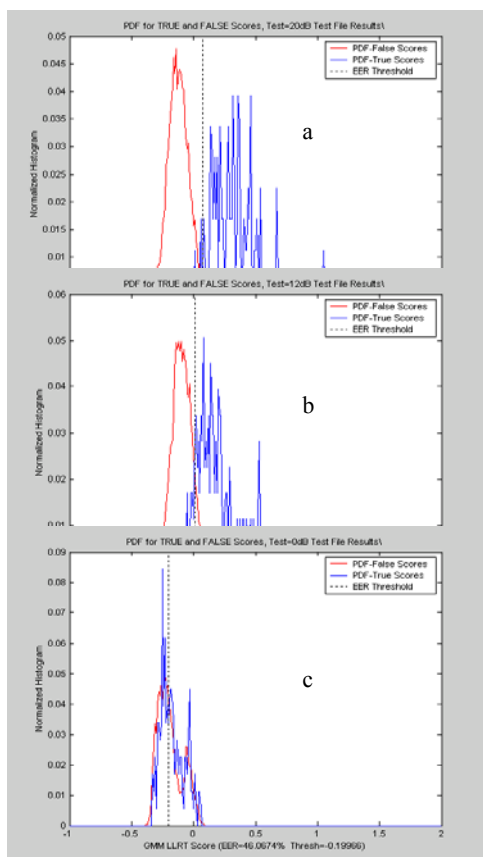 PDF for TRUE and FALSE Scores, Test=20dB Test File Results\
0.05
0.045
0.04
0.035
0.03
0.025
0.02
0.015
0.01
Normalized Histogram
PDF-False Scores
PDF-True Scores
EER Threshold
a
PDF for TRUE and FALSE Scores, Test=12dB Test File Results\
0.06
0.05
0.04
0.03
0.02
0.01
Normalized Histogram
PDF-False Scores
PDF-True Scores
EER Threshold
b
PDF for TRUE and FALSE Scores, Test=0dB Test File Results\
0.09
0.08
0.07
0.06
0.05
0.04
0.03
0.02
0.01
0
Normalized Histogram
PDF-False Scores
PDF-True Scores
EER Threshold
c
-1 -0.5 0 0.5 1 1.5 2
GMM LLRT Score (EER=46.0674% Thresh=-0.19966)